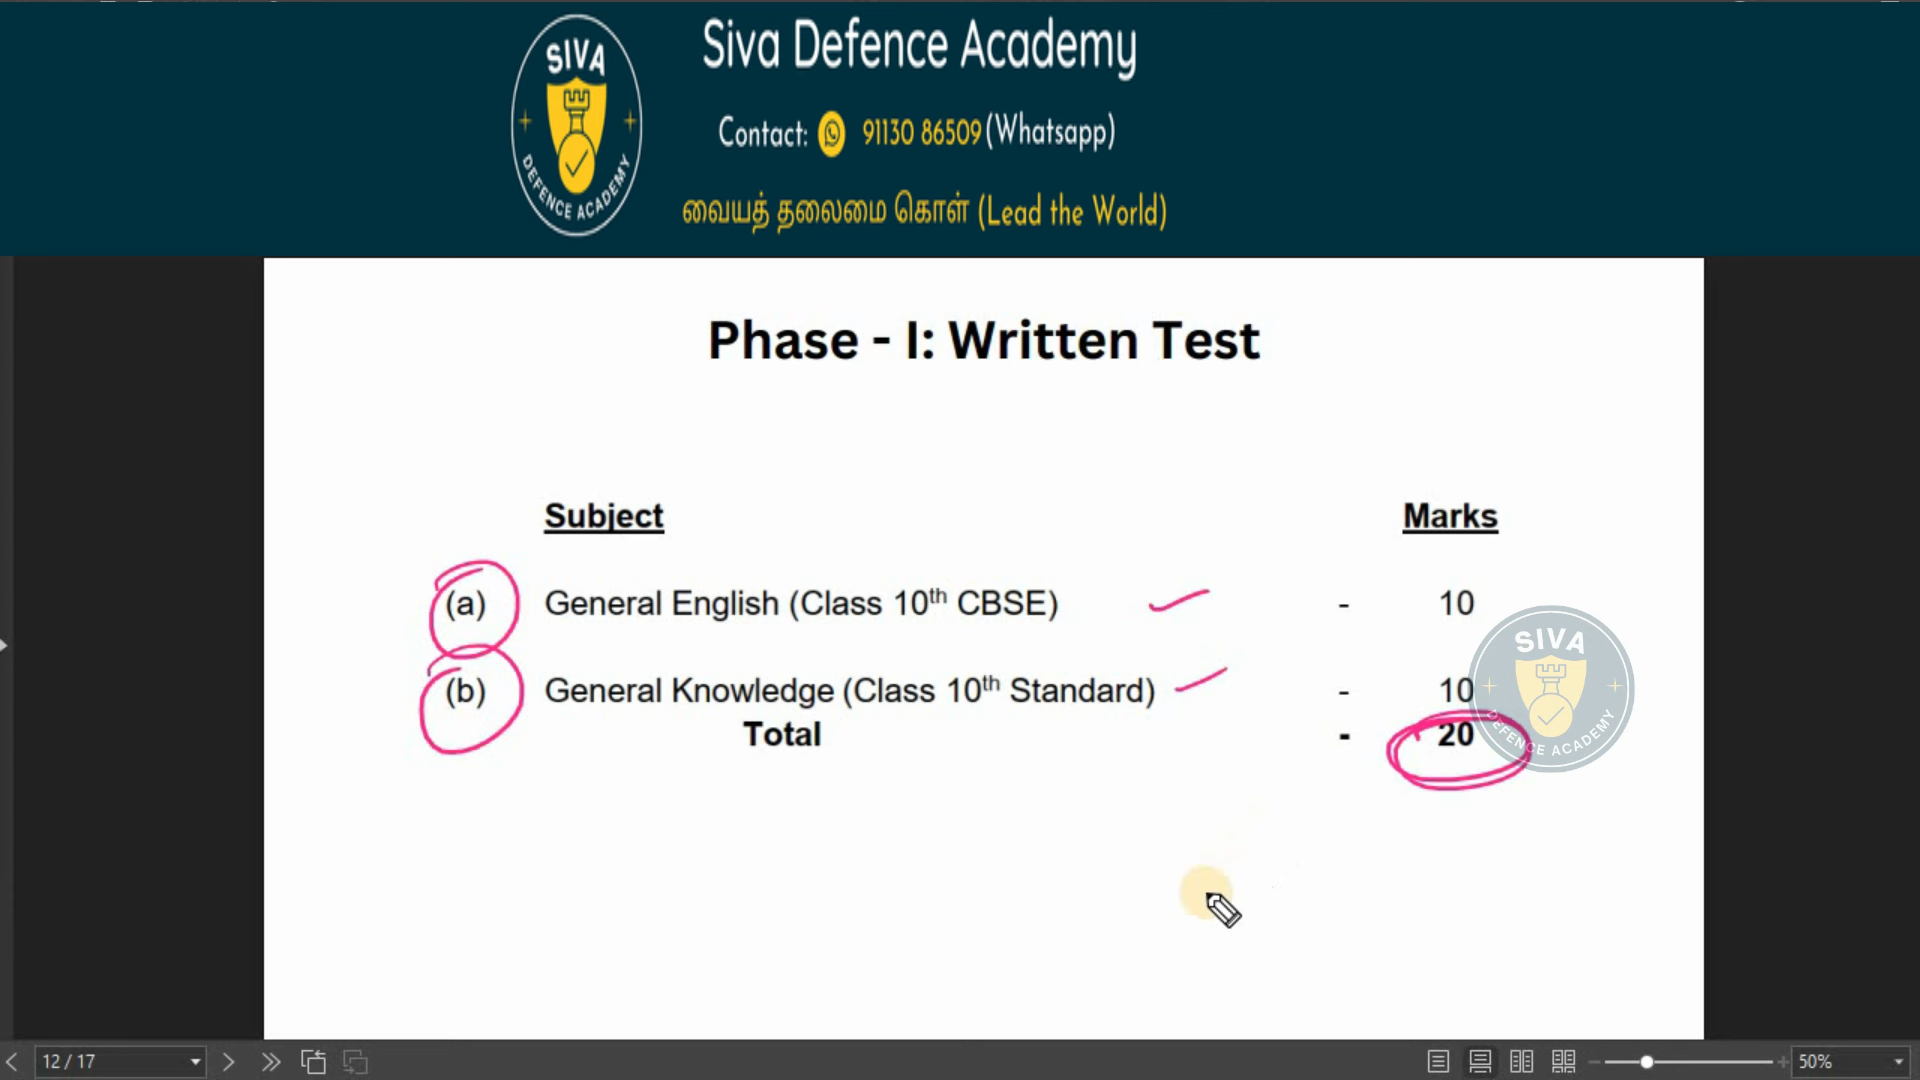 SIVA
DEFENCE ACADEMY
Siva Defence Academy
Contact: 91130 86509 (Whatsapp)
வையத் தலைமை கொள் (Lead the World)
Phase - I: Written Test
Subject Marks
(a) General English (Class 10th CBSE) - 10
(b) General Knowledge (Class 10th Standard) - 10
Total - 20
SIVA
DEFENCE ACADEMY
12 / 17
50%